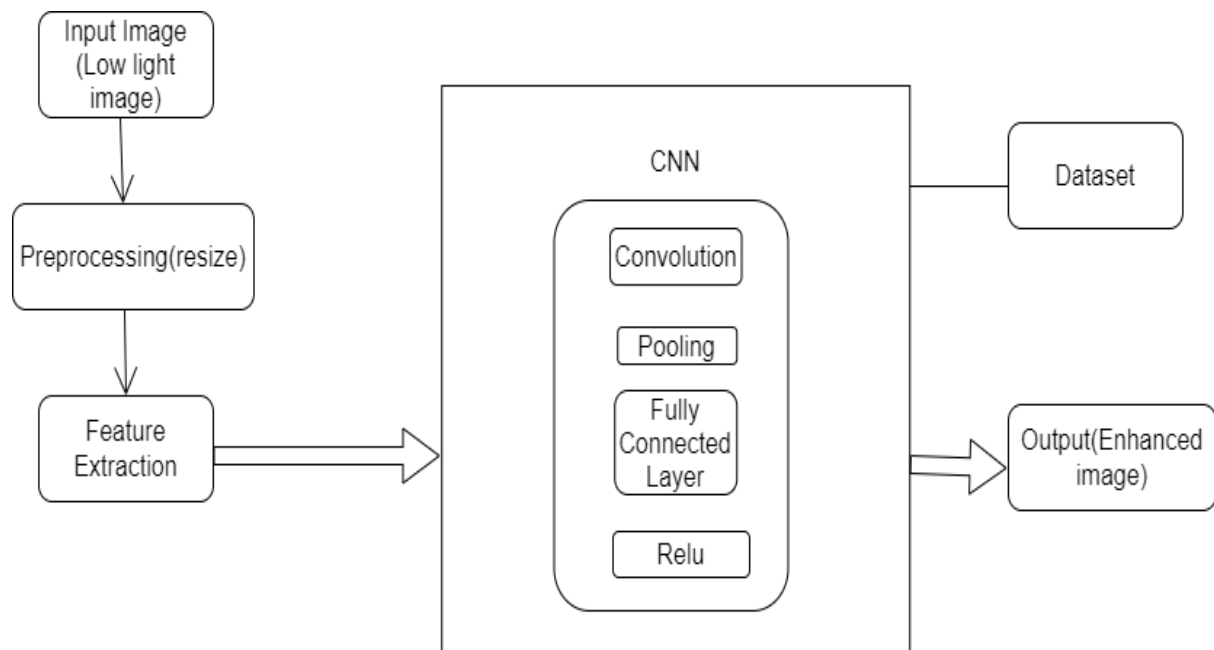 Input Image
(Low light
image)
Preprocessing(resize)
Feature
Extraction
CNN
Convolution
Pooling
Fully
Connected
Layer
Relu
Dataset
Output(Enhanced
image)